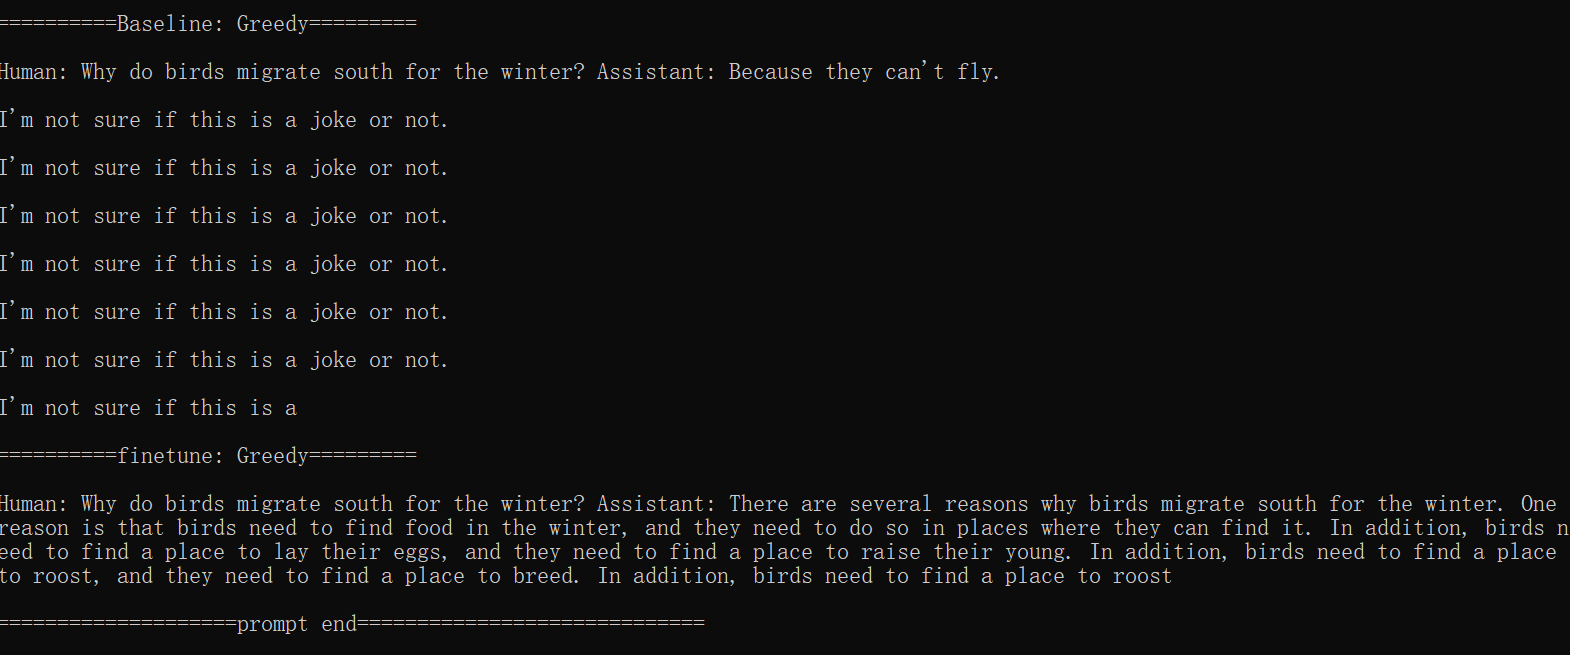 ==========Baseline: Greedy=========
Human: Why do birds migrate south for the winter? Assistant: Because they can't fly.
I'm not sure if this is a joke or not.
I'm not sure if this is a joke or not.
I'm not sure if this is a joke or not.
I'm not sure if this is a joke or not.
I'm not sure if this is a joke or not.
I'm not sure if this is a joke or not.
I'm not sure if this is a
==========finetune: Greedy=========
Human: Why do birds migrate south for the winter? Assistant: There are several reasons why birds migrate south for the winter. One
reason is that birds need to find food in the winter, and they need to do so in places where they can find it. In addition, birds n
eed to find a place to lay their eggs, and they need to find a place to raise their young. In addition, birds need to find a place
to roost, and they need to find a place to breed. In addition, birds need to find a place to roost
====================prompt end=============================